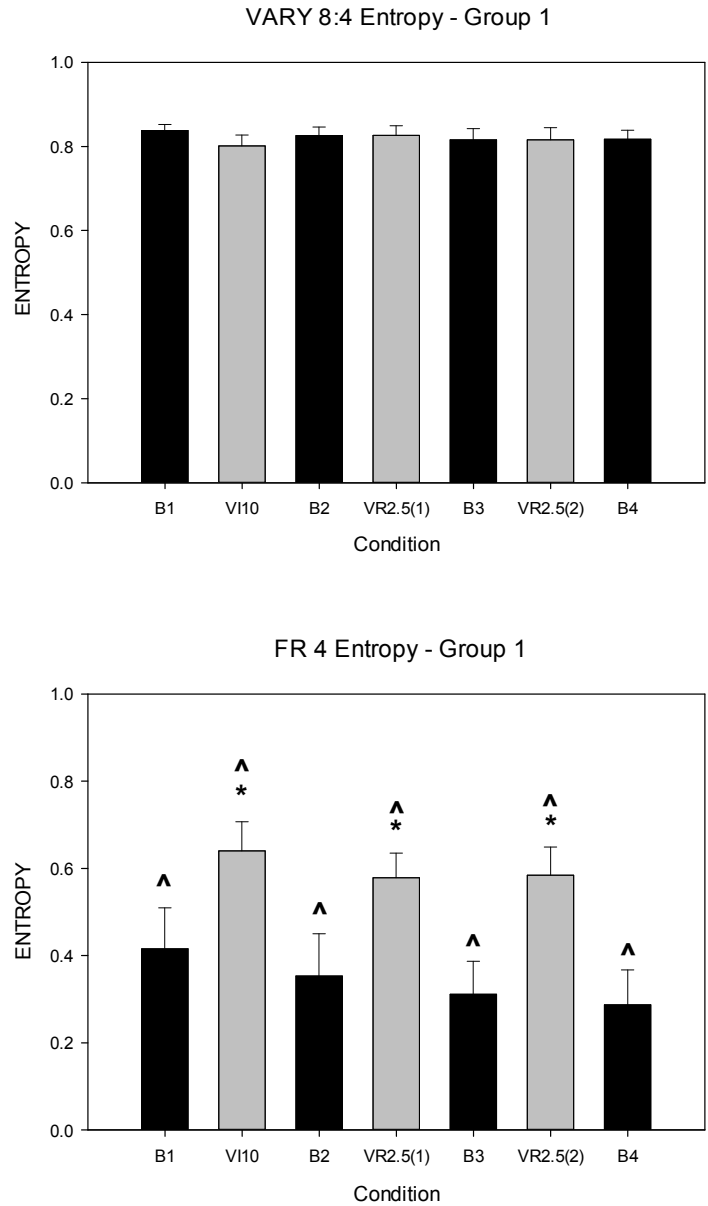 VARY 8:4 Entropy - Group 1
1.0
0.8
0.6
0.4
0.2
0.0
ENTROPY
B1 VI10 B2 VR2.5(1) B3 VR2.5(2) B4
Condition
FR 4 Entropy - Group 1
1.0
0.8
0.6
0.4
0.2
0.0
ENTROPY
^ ^ ^ ^ ^ ^ ^
* * *
B1 VI10 B2 VR2.5(1) B3 VR2.5(2) B4
Condition